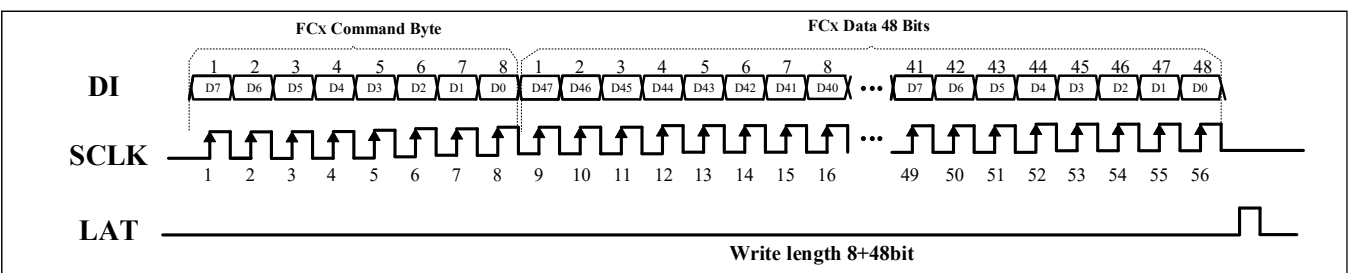 FCx Command Byte FCx Data 48 Bits
1 2 3 4 5 6 7 8 1 2 3 4 5 6 7 8 41 42 43 44 45 46 47 48
DI D7 D6 D5 D4 D3 D2 D1 D0 D47 D46 D45 D44 D43 D42 D41 D40 ••• D7 D6 D5 D4 D3 D2 D1 D0
SCLK •••
1 2 3 4 5 6 7 8 9 10 11 12 13 14 15 16 49 50 51 52 53 54 55 56
LAT
Write length 8+48bit